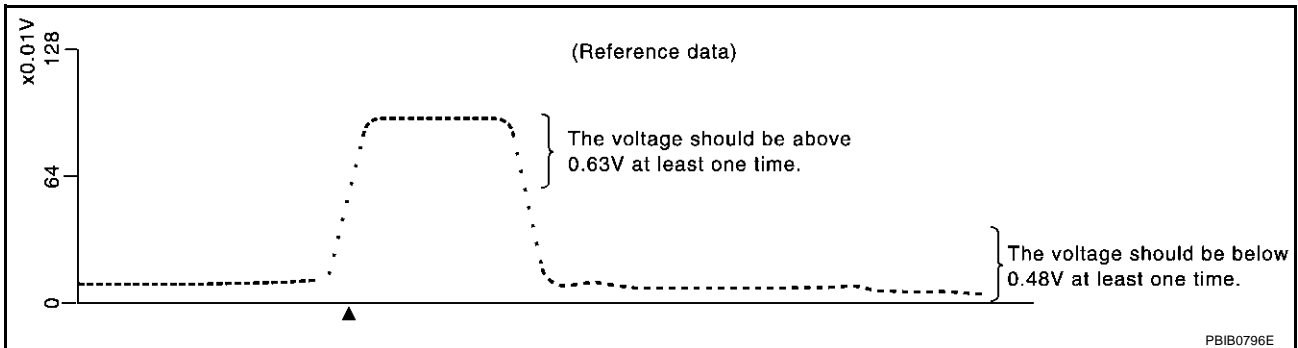 x0.01V
128
64
0
(Reference data)
The voltage should be above
0.63V at least one time.
The voltage should be below
0.48V at least one time.
PBIB0796E